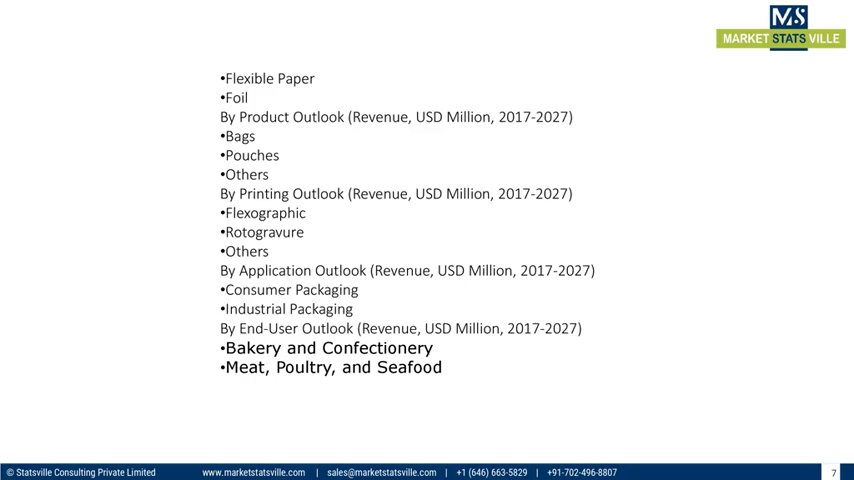 MS
MARKET STATS VILLE
•Flexible Paper
•Foil
By Product Outlook (Revenue, USD Million, 2017-2027)
•Bags
•Pouches
•Others
By Printing Outlook (Revenue, USD Million, 2017-2027)
•Flexographic
•Rotogravure
•Others
By Application Outlook (Revenue, USD Million, 2017-2027)
•Consumer Packaging
•Industrial Packaging
By End-User Outlook (Revenue, USD Million, 2017-2027)
•Bakery and Confectionery
•Meat, Poultry, and Seafood
© Statsville Consulting Private Limited www.marketstatsville.com | sales@marketstatsville.com | +1 (646) 663-5829 | +91-702-496-8807 7